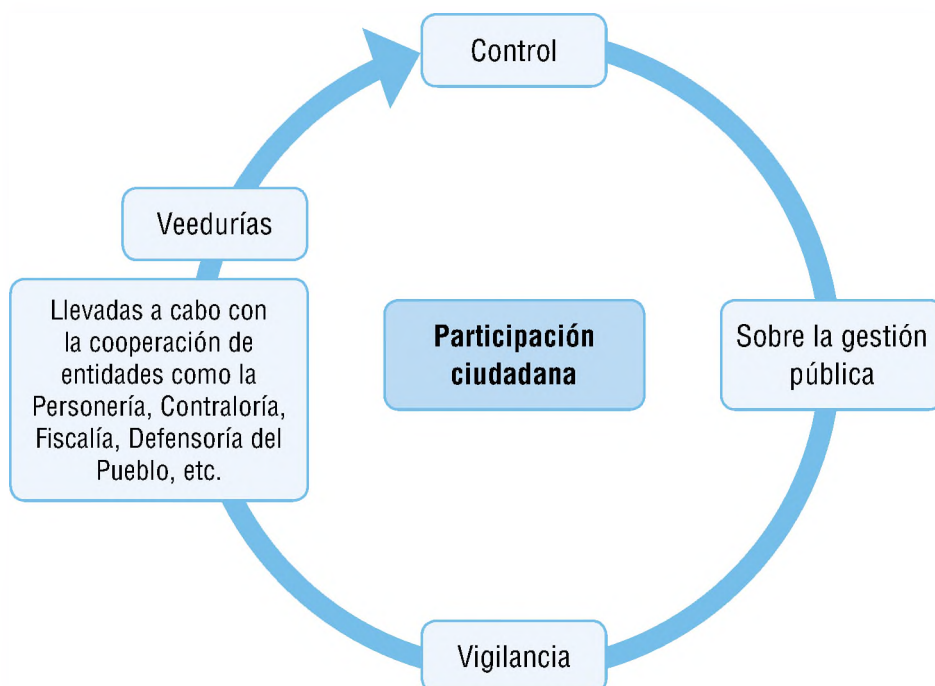 Control
Veedurías
Llevadas a cabo con
la cooperación de
entidades como la
Personería, Contraloría,
Fiscalía, Defensoría del
Pueblo, etc.
Participación
ciudadana
Sobre la gestión
pública
Vigilancia